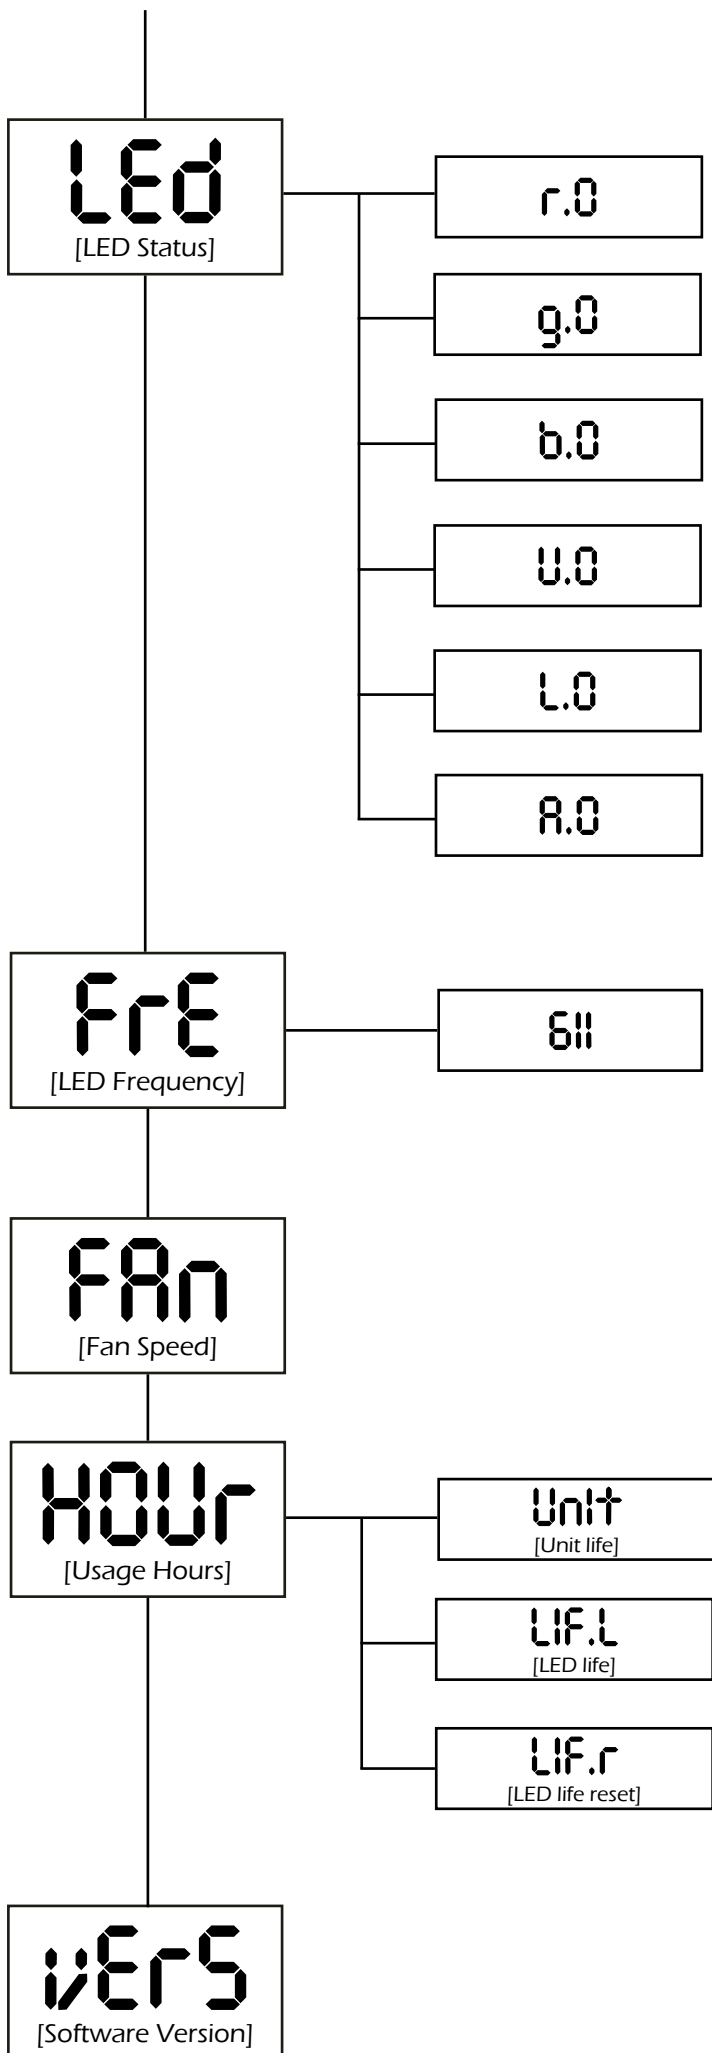 LEd
[LED Status]
r.0
g.0
b.0
U.0
L.0
A.0
FrE
[LED Frequency]
611
FAn
[Fan Speed]
HOUr
[Usage Hours]
UnIt
[Unit life]
LIF.L
[LED life]
LIF.r
[LED life reset]
vErS
[Software Version]